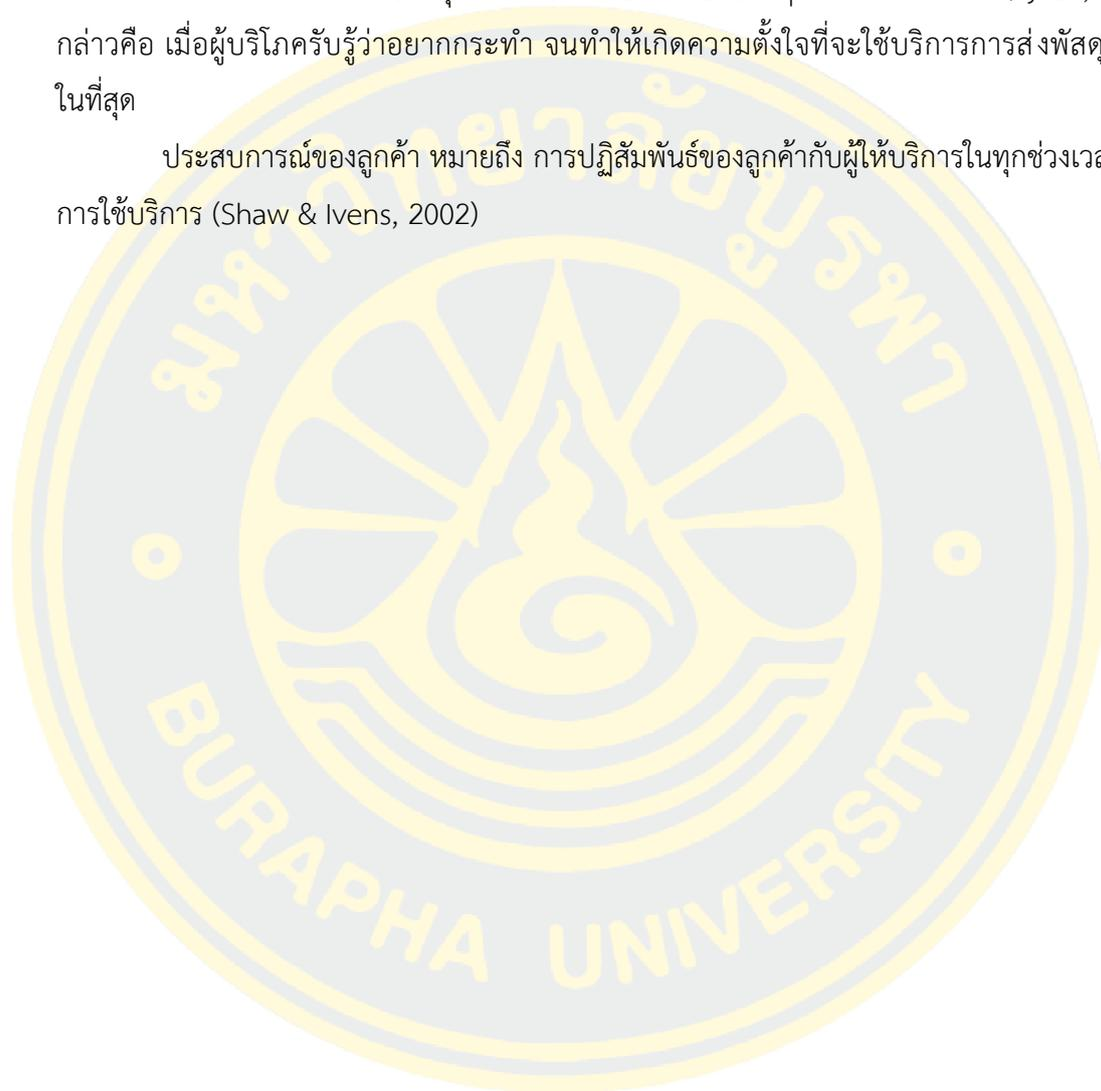 กล่าวคือ เมื่อผู้บริโภครับรู้ว่าอยากกระทำ จนทำให้เกิดความตั้งใจที่จะใช้บริการการส่งพัสดุ
ในที่สุด
ประสบการณ์ของลูกค้า หมายถึง การปฏิสัมพันธ์ของลูกค้ากับผู้ให้บริการในทุกช่วงเวล
การใช้บริการ (Shaw & Ivens, 2002)
มหาวิทยาลัยบูรพา
BURAPHA UNIVERSITY